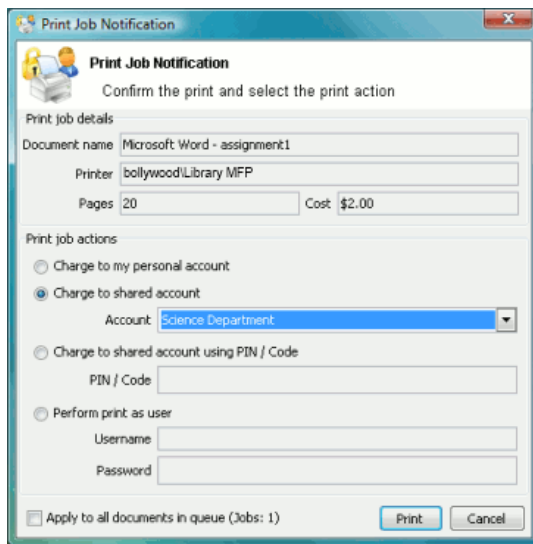 Print Job Notification
Print Job Notification
Confirm the print and select the print action
Print job details
Document name Microsoft Word - assignment1
Printer bollywood\Library MFP
Pages 20 Cost $2.00
Print job actions
Charge to my personal account
Charge to shared account
Account Science Department
Charge to shared account using PIN / Code
PIN / Code
Perform print as user
Username
Password
Apply to all documents in queue (Jobs: 1) Print Cancel